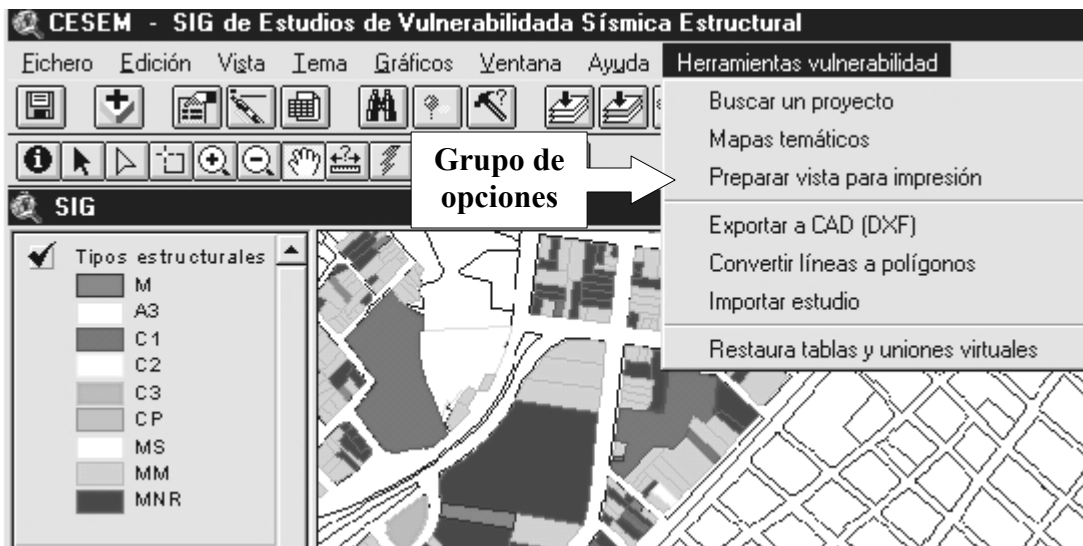 CESEM - SIG de Estudios de Vulnerabilidada Sísmica Estructural
Fichero Edición Vista Tema Gráficos Ventana Ayuda Herramientas vulnerabilidad
Buscar un proyecto
Mapas temáticos
Preparar vista para impresión
Exportar a CAD (DXF)
Convertir líneas a polígonos
Importar estudio
Restaura tablas y uniones virtuales
Grupo de
opciones
SIG
Tipos estructurales
M
A3
C1
C2
C3
CP
MS
MM
MNR